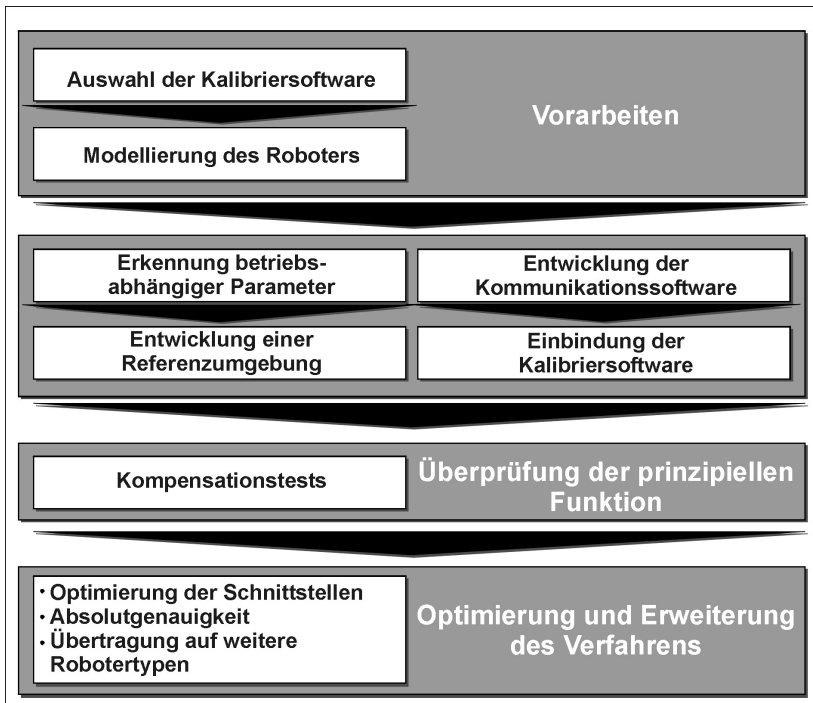 Auswahl der Kalibriersoftware
Modellierung des Roboters
Vorarbeiten
Erkennung betriebs-
abhängiger Parameter
Entwicklung einer
Referenzumgebung
Entwicklung der
Kommunikationssoftware
Einbindung der
Kalibriersoftware
Kompensationstests
Überprüfung der prinzipiellen
Funktion
• Optimierung der Schnittstellen
• Absolutgenauigkeit
• Übertragung auf weitere
Robotertypen
Optimierung und Erweiterung
des Verfahrens